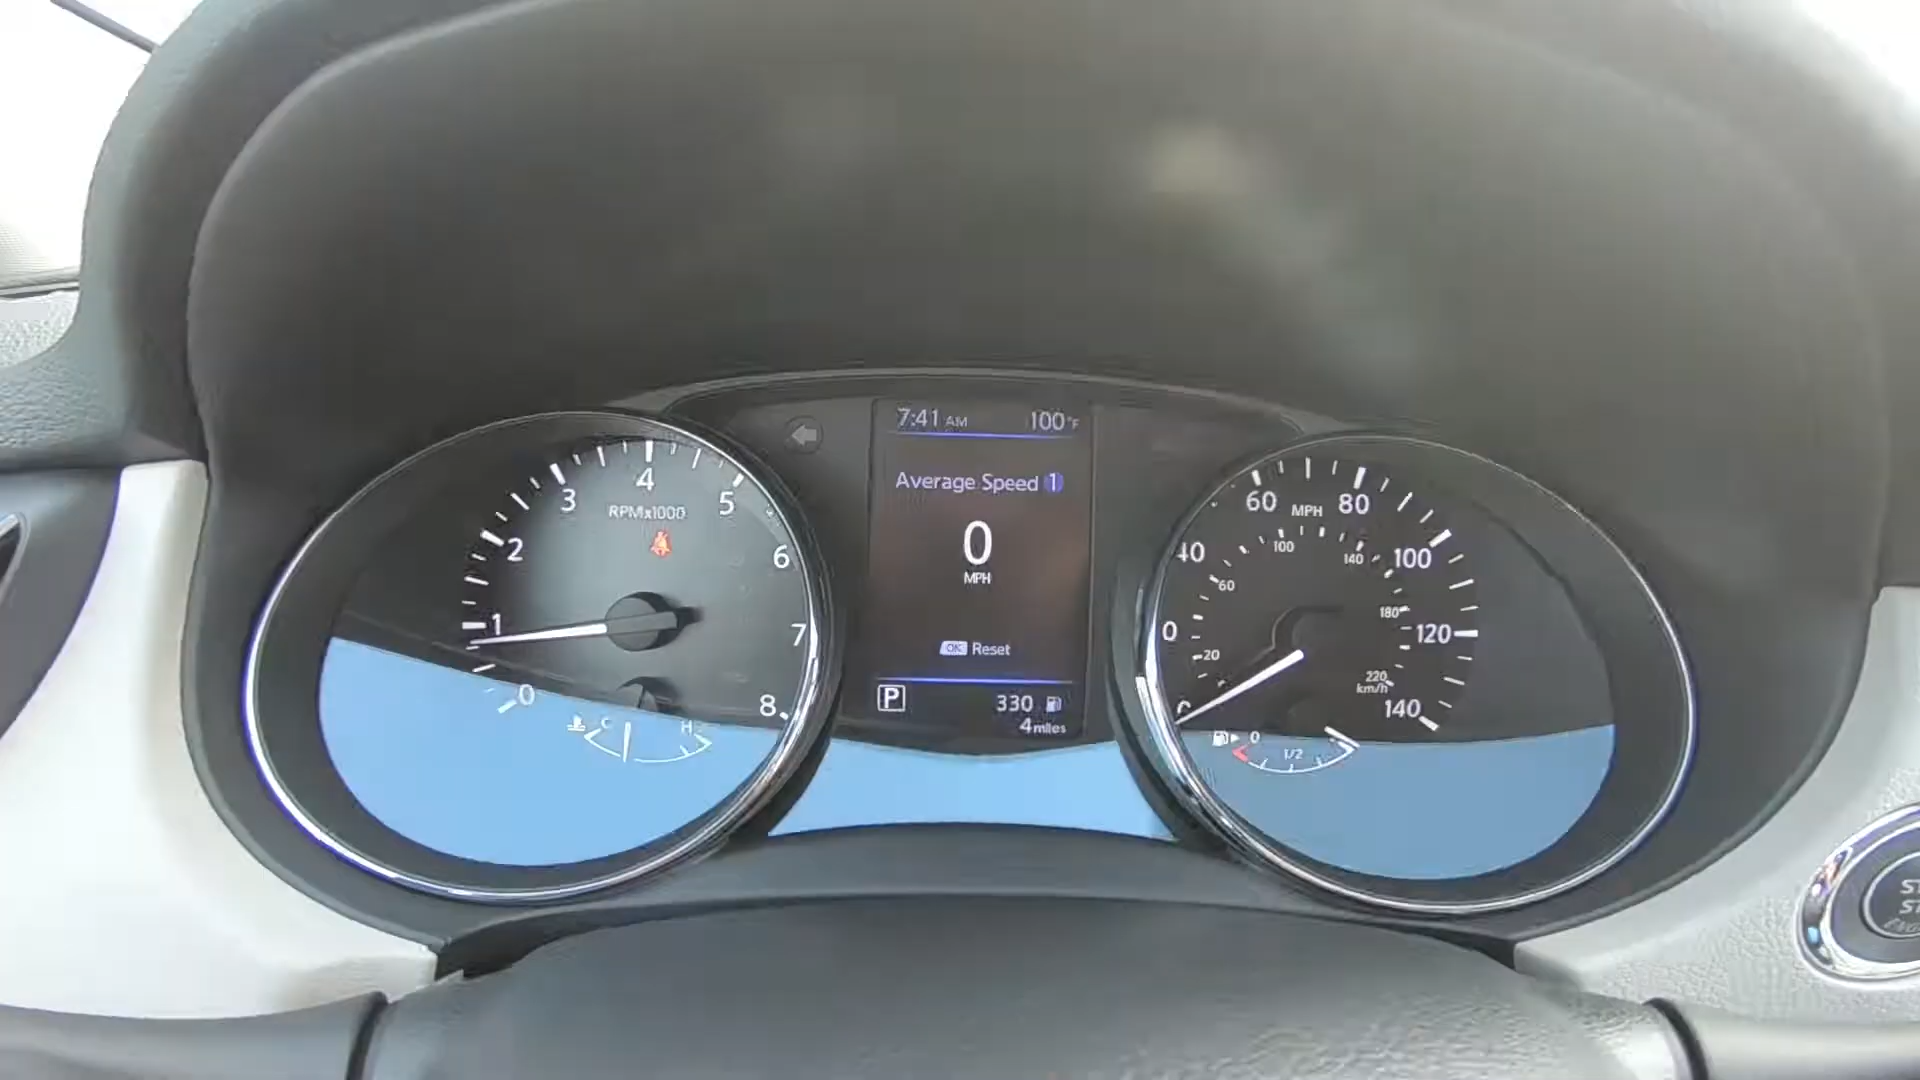 7:41 AM 100°F
Average Speed 1
0
MPH
OK Reset
P 330
4 miles
0 1 2 3 4 5 6 7 8
RPMx1000
C H
0 40 60 80 100 120 140
MPH
20 60 100 140 180 220
km/h
0 1/2